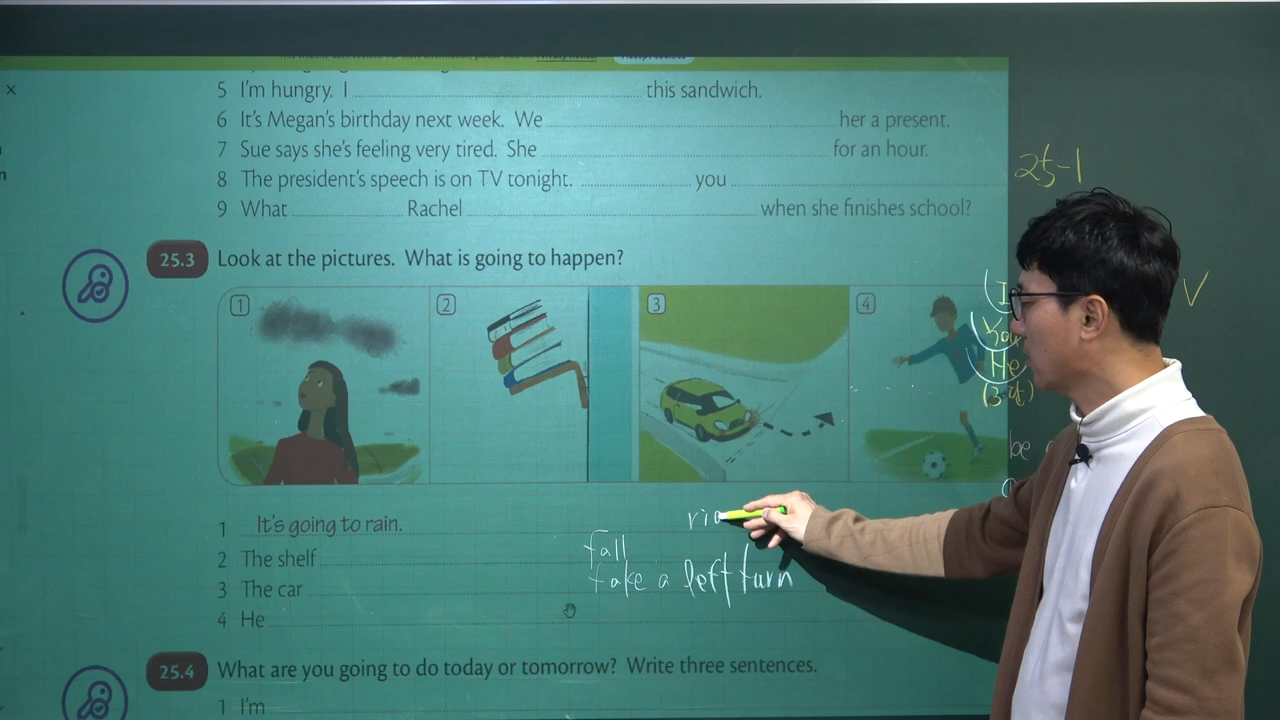 5 I'm hungry. I ............ this sandwich.
6 It's Megan's birthday next week. We ............ her a present.
7 Sue says she's feeling very tired. She ............ for an hour.
8 The president's speech is on TV tonight. ............ you ............
9 What ............ Rachel ............ when she finishes school?
25-1
25.3 Look at the pictures. What is going to happen?
1 2 3 4
V
You
He
be
1 It's going to rain.
fall
2 The shelf
take a left turn
3 The car
4 He
25.4 What are you going to do today or tomorrow? Write three sentences.
1 I'm